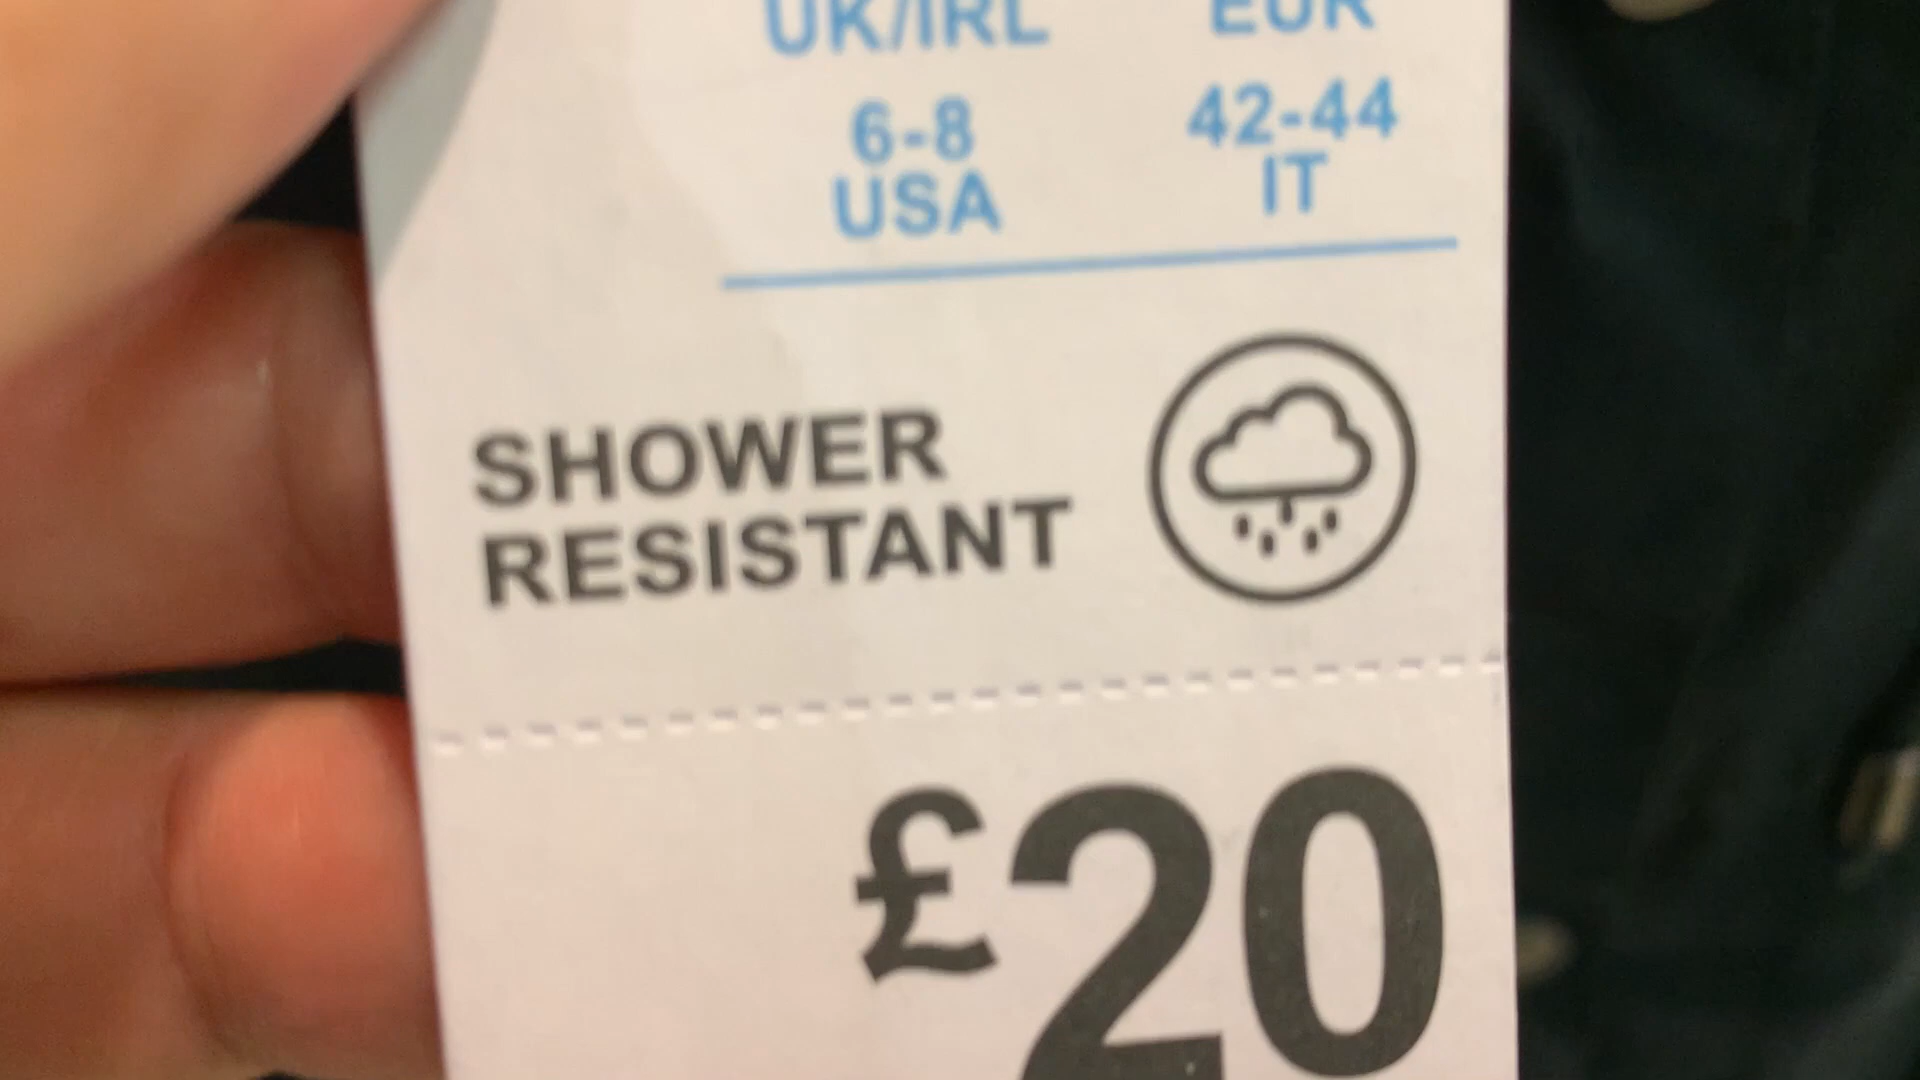 UK/IRL EUR
6-8 42-44
USA IT
SHOWER
RESISTANT
£20